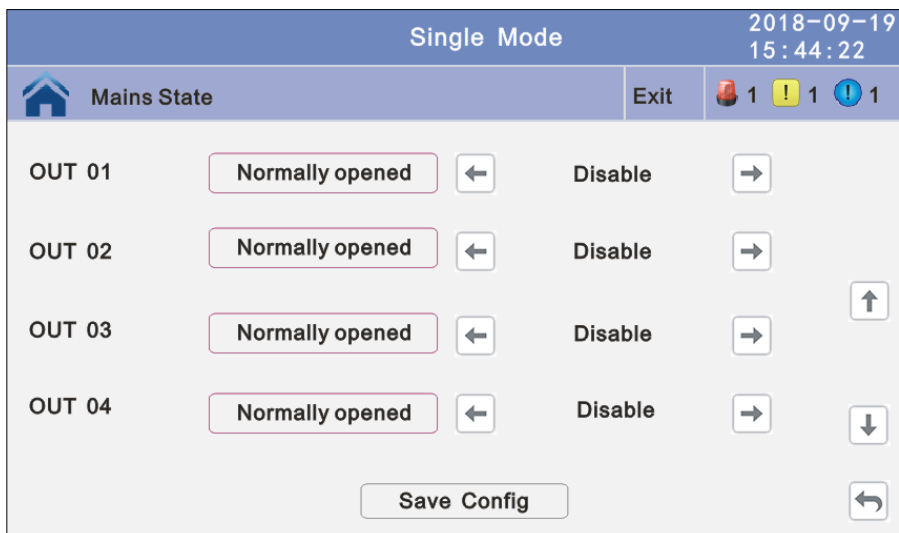 Single Mode
2018-09-19
15:44:22
Mains State
Exit
1
! 1
! 1
OUT 01 Normally opened Disable
OUT 02 Normally opened Disable
OUT 03 Normally opened Disable
OUT 04 Normally opened Disable
Save Config